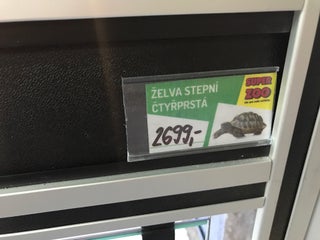 ŽELVA STEPNÍ
ČTYŘPRSTÁ
SUPER
ZOO
2699,-